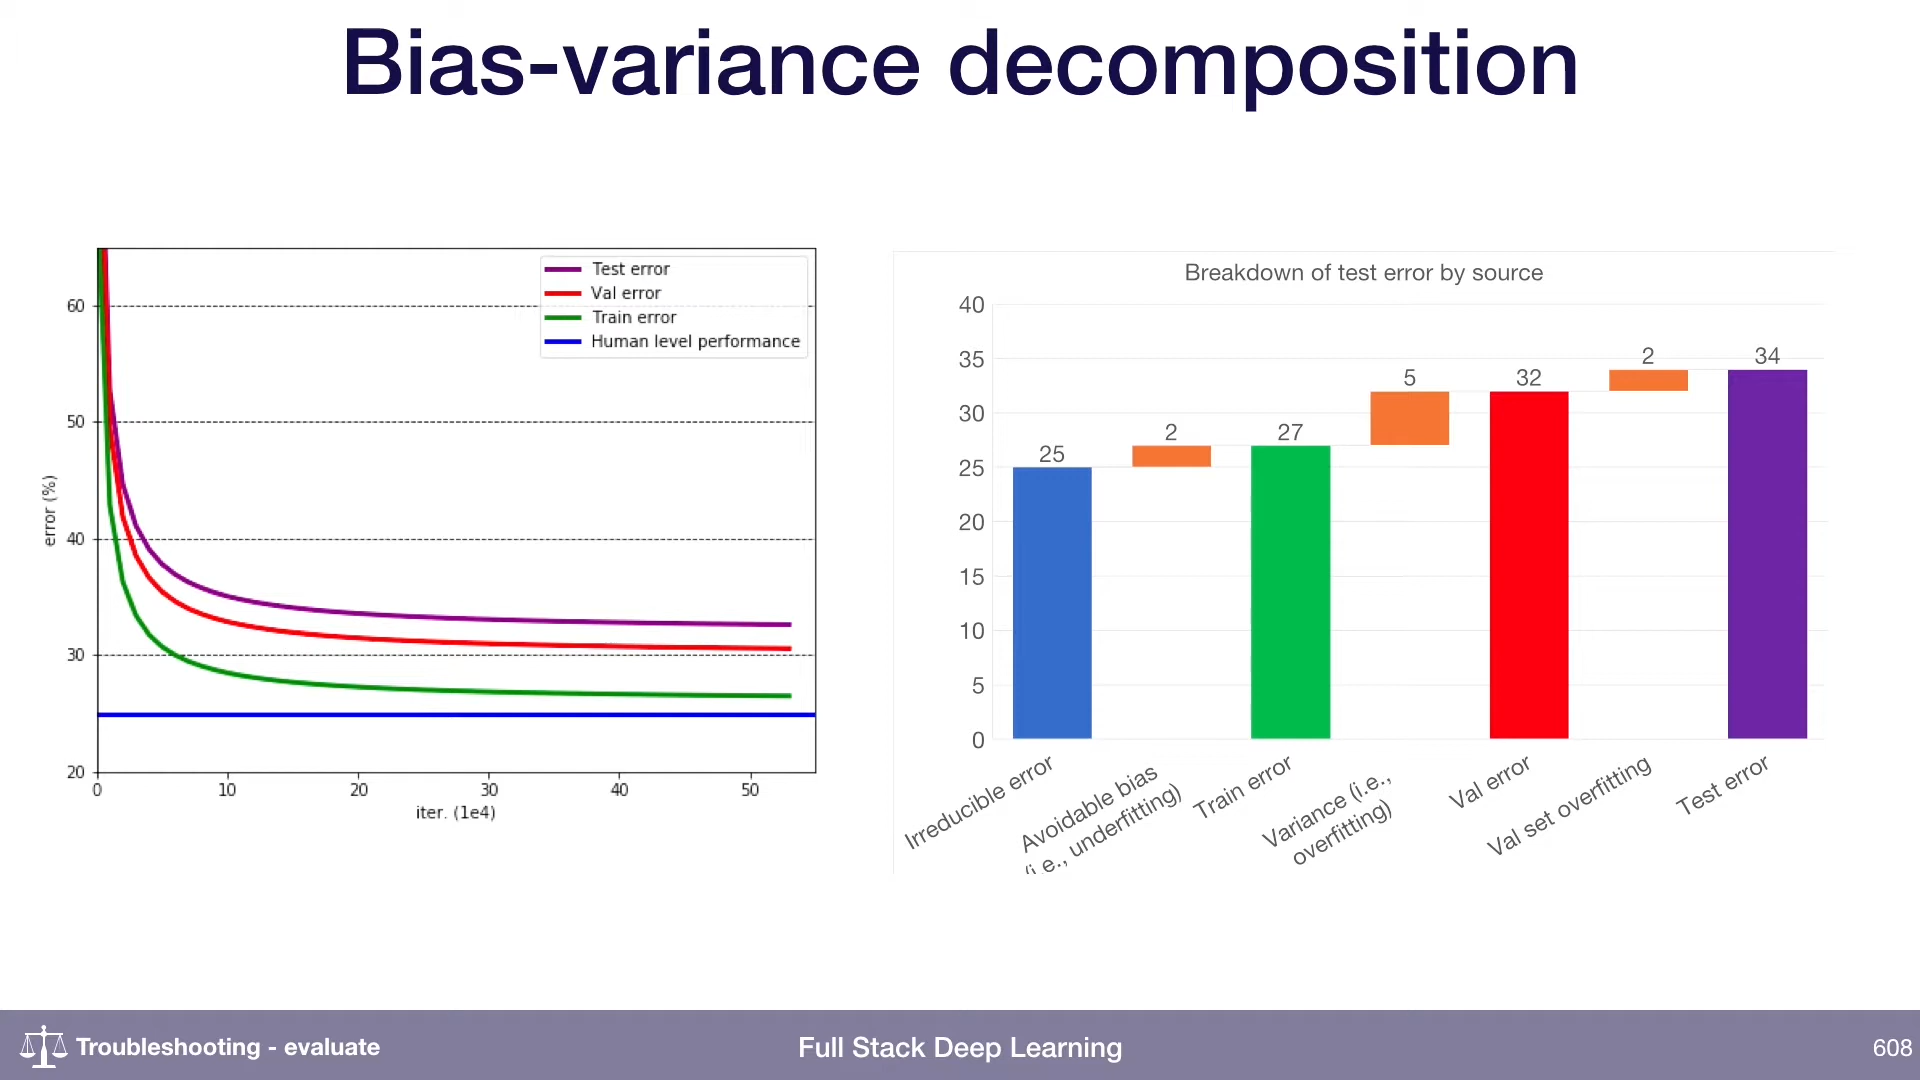 Bias-variance decomposition
Test error
Val error
Train error
Human level performance
60
50
40
30
20
error (%)
0
10
20
30
40
50
iter. (1e4)
Breakdown of test error by source
40
35
30
25
20
15
10
5
0
25
2
27
5
32
2
34
Irreducible error
Avoidable bias
(i.e., underfitting)
Train error
Variance (i.e.,
overfitting)
Val error
Val set overfitting
Test error
Troubleshooting - evaluate
Full Stack Deep Learning
608